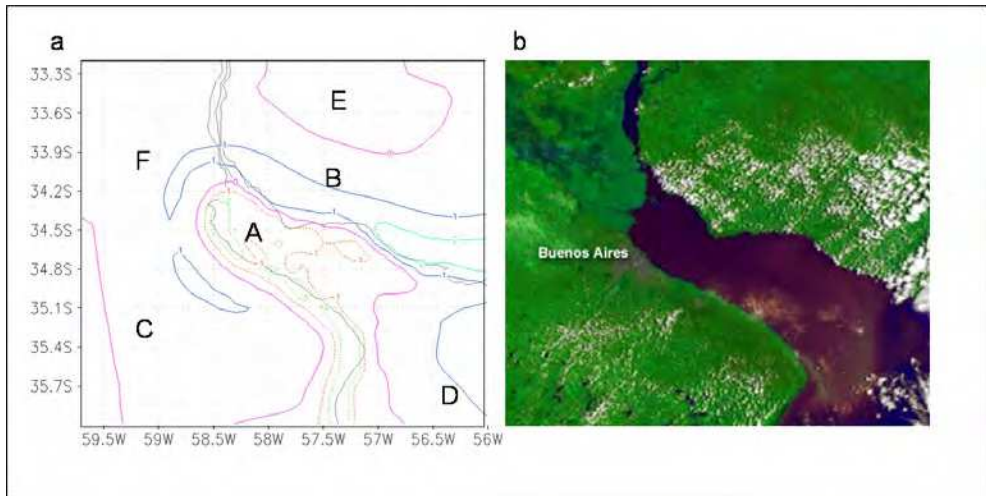 a
b
33.3S
33.6S
33.9S
34.2S
34.5S
34.8S
35.1S
35.4S
35.7S
59.5W 59W 58.5W 58W 57.5W 57W 56.5W 56W
E
F
B
A
C
D
Buenos Aires